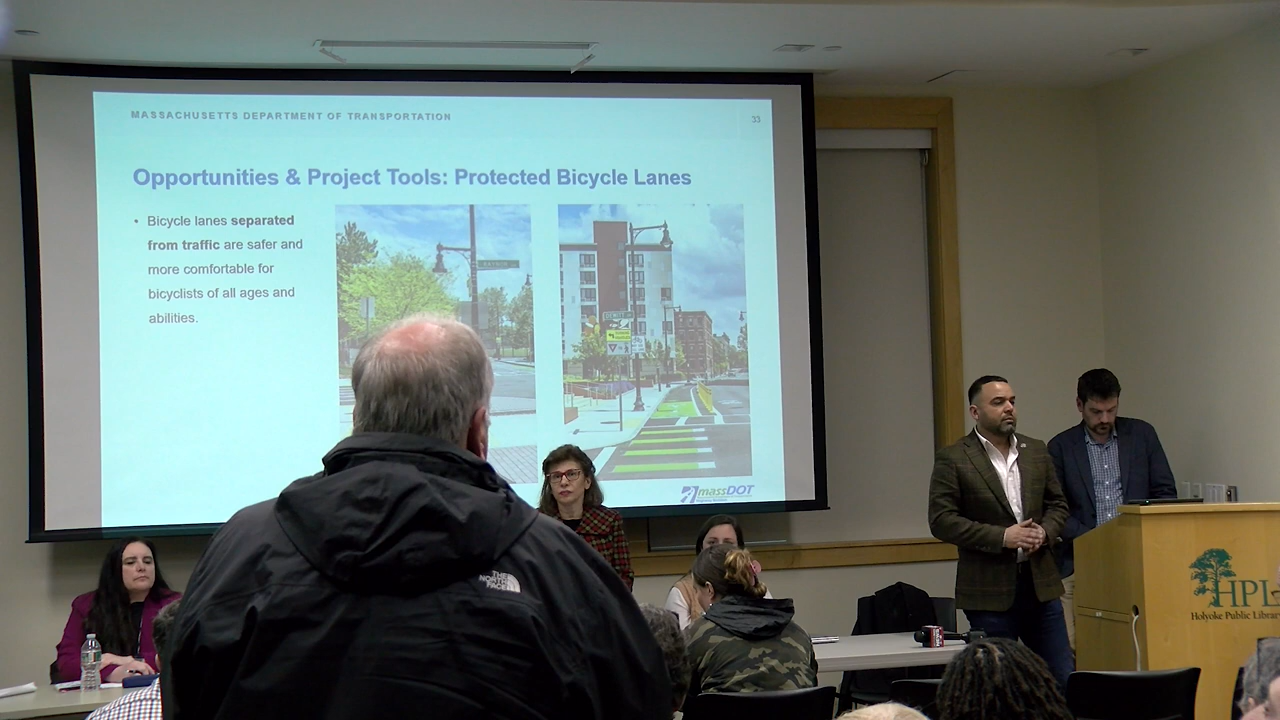 MASSACHUSETTS DEPARTMENT OF TRANSPORTATION
33
Opportunities & Project Tools: Protected Bicycle Lanes
• Bicycle lanes separated
from traffic are safer and
more comfortable for
bicyclists of all ages and
abilities.
massDOT
THE
NORTH
FACE
HPL
Holyoke Public Library